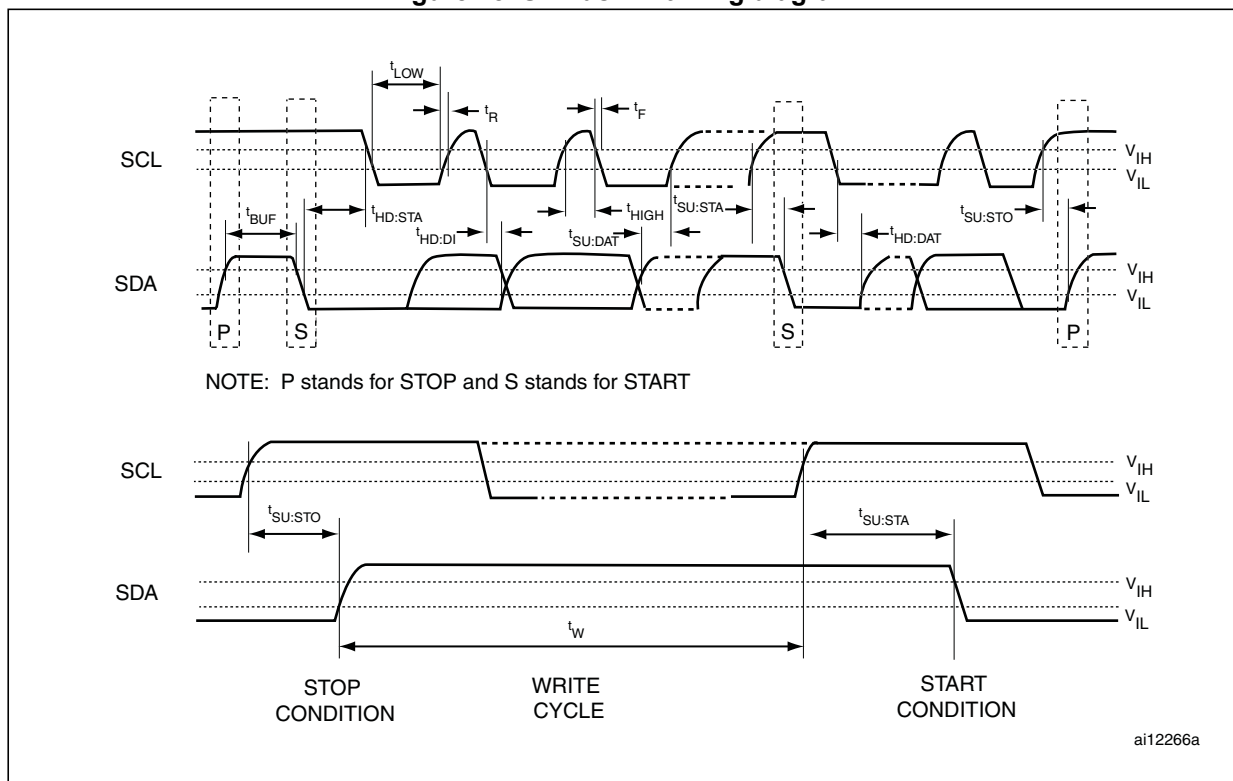 tLOW
tR
tF
SCL
VIH
VIL
tBUF
tHD:STA
tHD:DI
tSU:DAT
tHIGH
tSU:STA
tHD:DAT
tSU:STO
SDA
VIH
VIL
P
S
S
P
NOTE: P stands for STOP and S stands for START
SCL
VIH
VIL
tSU:STO
tSU:STA
SDA
VIH
VIL
tW
STOP
CONDITION
WRITE
CYCLE
START
CONDITION
ai12266a